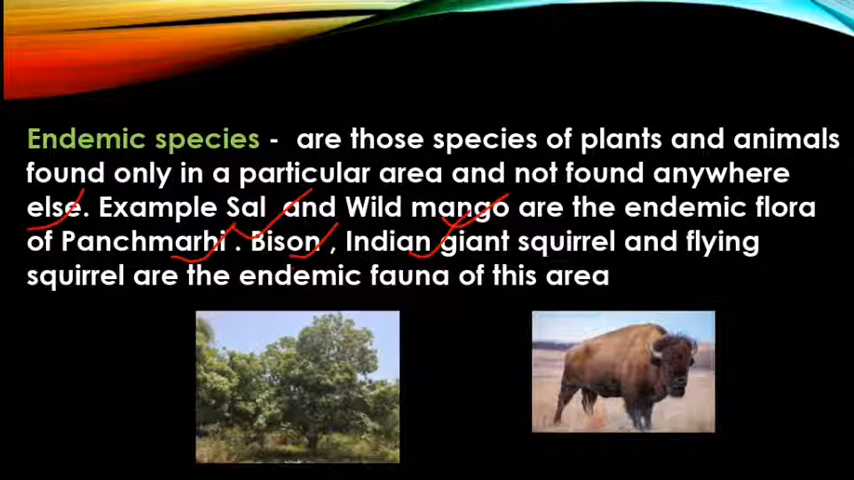 Endemic species - are those species of plants and animals
found only in a particular area and not found anywhere
else. Example Sal and Wild mango are the endemic flora
of Panchmarhi . Bison , Indian giant squirrel and flying
squirrel are the endemic fauna of this area